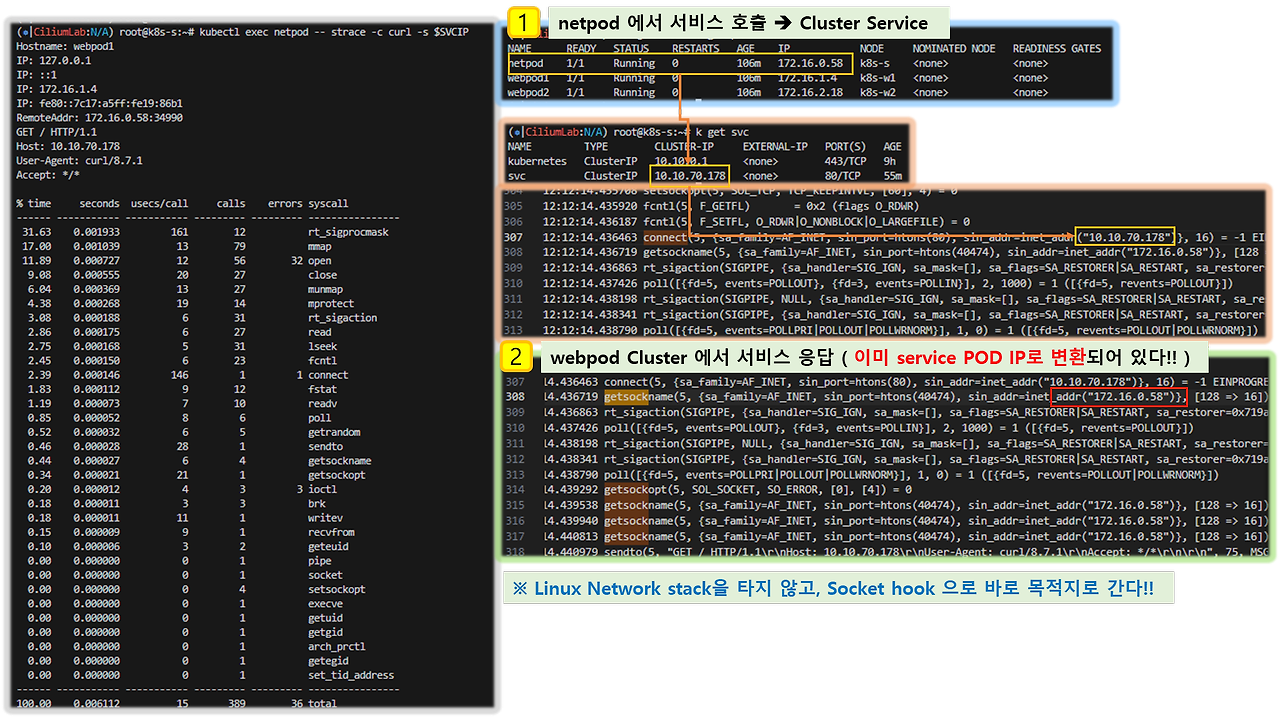 (●|CiliumLab:N/A) root@k8s-s:~# kubectl exec netpod -- strace -c curl -s $SVCIP
Hostname: webpod1
IP: 127.0.0.1
IP: ::1
IP: 172.16.1.4
IP: fe80::7c17:a5ff:fe19:86b1
RemoteAddr: 172.16.0.58:34990
GET / HTTP/1.1
Host: 10.10.70.178
User-Agent: curl/8.7.1
Accept: */*
% time     seconds  usecs/call     calls    errors syscall
------ ----------- ----------- --------- --------- ----------------
31.63    0.001933         161        12           rt_sigprocmask
17.00    0.001039          13        79           mmap
11.89    0.000727          12        56        32 open
9.08    0.000555          20        27           close
6.04    0.000369          13        27           munmap
4.38    0.000268          19        14           mprotect
3.08    0.000188           6        31           rt_sigaction
2.86    0.000175           6        27           read
2.75    0.000168           5        31           lseek
2.45    0.000150           6        23           fcntl
2.39    0.000146         146         1         1 connect
1.83    0.000112           9        12           fstat
1.19    0.000073           7        10           readv
0.85    0.000052           8         6           poll
0.52    0.000032           6         5           getrandom
0.46    0.000028          28         1           sendto
0.44    0.000027           6         4           getsockname
0.34    0.000021          21         1           getsockopt
0.20    0.000012           4         3         3 ioctl
0.18    0.000011           3         3           brk
0.18    0.000011          11         1           writev
0.15    0.000009           9         1           recvfrom
0.10    0.000006           3         2           geteuid
0.00    0.000000           0         1           pipe
0.00    0.000000           0         1           socket
0.00    0.000000           0         4           setsockopt
0.00    0.000000           0         1           execve
0.00    0.000000           0         1           getuid
0.00    0.000000           0         1           getgid
0.00    0.000000           0         1           arch_prctl
0.00    0.000000           0         1           getegid
0.00    0.000000           0         1           set_tid_address
------ ----------- ----------- --------- --------- ----------------
100.00    0.006112          15       389        36 total
1 netpod 에서 서비스 호출 ➔ Cluster Service
NAME READY STATUS RESTARTS AGE IP NODE NOMINATED NODE READINESS GATES
netpod 1/1 Running 0 106m 172.16.0.58 k8s-s <none> <none>
webpod1 1/1 Running 0 106m 172.16.1.4 k8s-w1 <none> <none>
webpod2 1/1 Running 0 106m 172.16.2.18 k8s-w2 <none> <none>
(●|CiliumLab:N/A) root@k8s-s:~# k get svc
NAME TYPE CLUSTER-IP EXTERNAL-IP PORT(S) AGE
kubernetes ClusterIP 10.10.0.1 <none> 443/TCP 9h
svc ClusterIP 10.10.70.178 <none> 80/TCP 55m
304 12:12:14.435708 setsockopt(5, SOL_TCP, TCP_KEEPINTVL, [60], 4) = 0
305 12:12:14.435920 fcntl(5, F_GETFL) = 0x2 (flags O_RDWR)
306 12:12:14.436187 fcntl(5, F_SETFL, O_RDWR|O_NONBLOCK|O_LARGEFILE) = 0
307 12:12:14.436463 connect(5, {sa_family=AF_INET, sin_port=htons(80), sin_addr=inet_addr("10.10.70.178")}, 16) = -1 EIN
308 12:12:14.436719 getsockname(5, {sa_family=AF_INET, sin_port=htons(40474), sin_addr=inet_addr("172.16.0.58")}, [128
309 12:12:14.436863 rt_sigaction(SIGPIPE, {sa_handler=SIG_IGN, sa_mask=[], sa_flags=SA_RESTORER|SA_RESTART, sa_restorer
310 12:12:14.437426 poll([{fd=5, events=POLLOUT}, {fd=3, events=POLLIN}], 2, 1000) = 1 ([{fd=5, revents=POLLOUT}])
311 12:12:14.438198 rt_sigaction(SIGPIPE, NULL, {sa_handler=SIG_IGN, sa_mask=[], sa_flags=SA_RESTORER|SA_RESTART, sa_re
312 12:12:14.438341 rt_sigaction(SIGPIPE, {sa_handler=SIG_IGN, sa_mask=[], sa_flags=SA_RESTORER|SA_RESTART, sa_restorer
313 12:12:14.438790 poll([{fd=5, events=POLLPRI|POLLOUT|POLLWRNORM}], 1, 0) = 1 ([{fd=5, revents=POLLOUT|POLLWRNORM}])
2 webpod Cluster 에서 서비스 응답 ( 이미 service POD IP로 변환되어 있다!! )
307 l4.436463 connect(5, {sa_family=AF_INET, sin_port=htons(80), sin_addr=inet_addr("10.10.70.178")}, 16) = -1 EINPROGRE
308 l4.436719 getsockname(5, {sa_family=AF_INET, sin_port=htons(40474), sin_addr=inet_addr("172.16.0.58")}, [128 => 16])
309 l4.436863 rt_sigaction(SIGPIPE, {sa_handler=SIG_IGN, sa_mask=[], sa_flags=SA_RESTORER|SA_RESTART, sa_restorer=0x719a
310 l4.437426 poll([{fd=5, events=POLLOUT}, {fd=3, events=POLLIN}], 2, 1000) = 1 ([{fd=5, revents=POLLOUT}])
311 l4.438198 rt_sigaction(SIGPIPE, NULL, {sa_handler=SIG_IGN, sa_mask=[], sa_flags=SA_RESTORER|SA_RESTART, sa_restorer=
312 l4.438341 rt_sigaction(SIGPIPE, {sa_handler=SIG_IGN, sa_mask=[], sa_flags=SA_RESTORER|SA_RESTART, sa_restorer=0x719a
313 l4.438790 poll([{fd=5, events=POLLPRI|POLLOUT|POLLWRNORM}], 1, 0) = 1 ([{fd=5, revents=POLLOUT|POLLWRNORM}])
314 l4.439292 getsockopt(5, SOL_SOCKET, SO_ERROR, [0], [4]) = 0
315 l4.439538 getsockname(5, {sa_family=AF_INET, sin_port=htons(40474), sin_addr=inet_addr("172.16.0.58")}, [128 => 16])
316 l4.439940 getsockname(5, {sa_family=AF_INET, sin_port=htons(40474), sin_addr=inet_addr("172.16.0.58")}, [128 => 16])
317 l4.440813 getsockname(5, {sa_family=AF_INET, sin_port=htons(40474), sin_addr=inet_addr("172.16.0.58")}, [128 => 16])
318 l4.440979 sendto(5, "GET / HTTP/1.1\r\nHost: 10.10.70.178\r\nUser-Agent: curl/8.7.1\r\nAccept: */*\r\n\r\n", 75, MSG
※ Linux Network stack을 타지 않고, Socket hook 으로 바로 목적지로 간다!!